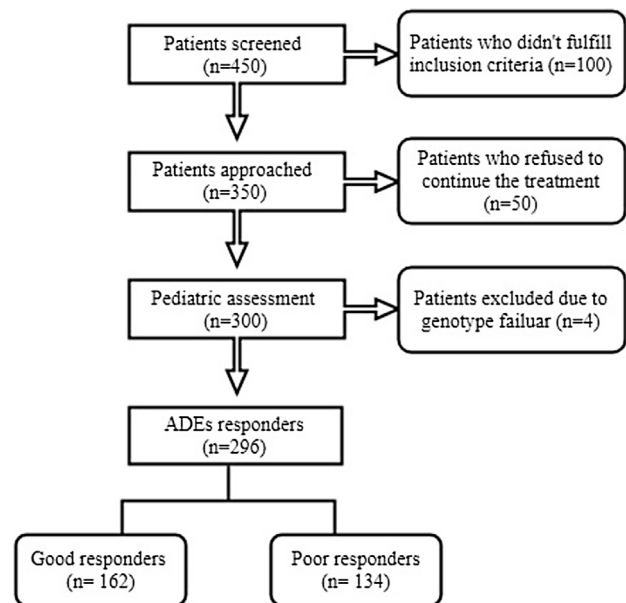 Patients screened
(n=450)
Patients who didn't fulfill
inclusion criteria (n=100)
Patients approached
(n=350)
Patients who refused to
continue the treatment
(n=50)
Pediatric assessment
(n=300)
Patients excluded due to
genotype failuar (n=4)
ADEs responders
(n=296)
Good responders
(n= 162)
Poor responders
(n= 134)